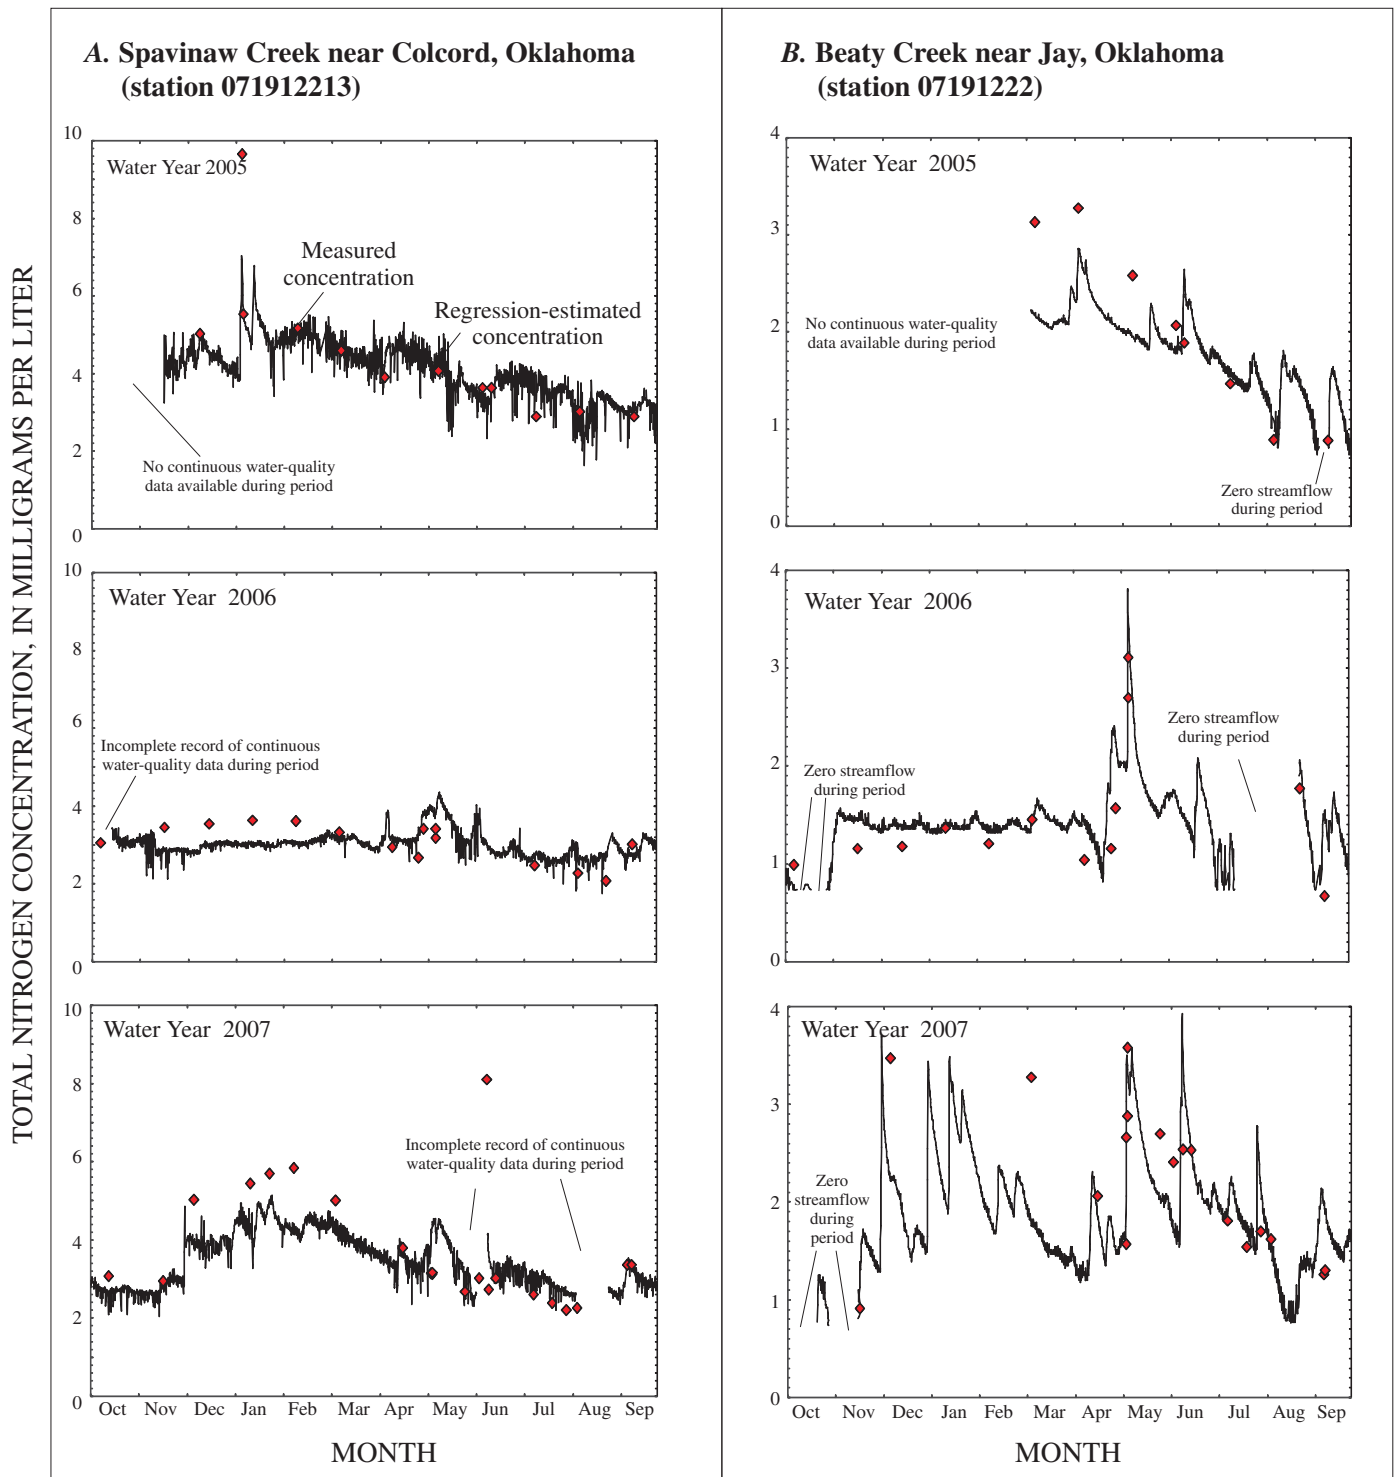 A. Spavinaw Creek near Colcord, Oklahoma
(station 071912213)
B. Beaty Creek near Jay, Oklahoma
(station 07191222)
TOTAL NITROGEN CONCENTRATION, IN MILLIGRAMS PER LITER
10
8
6
4
2
0
Water Year 2005
Measured
concentration
Regression-estimated
concentration
No continuous water-quality
data available during period
4
3
2
1
0
Water Year 2005
No continuous water-quality
data available during period
Zero streamflow
during period
10
8
6
4
2
0
Water Year 2006
Incomplete record of continuous
water-quality data during period
4
3
2
1
0
Water Year 2006
Zero streamflow
during period
Zero streamflow
during period
10
8
6
4
2
0
Water Year 2007
Incomplete record of continuous
water-quality data during period
Oct Nov Dec Jan Feb Mar Apr May Jun Jul Aug Sep
MONTH
4
3
2
1
0
Water Year 2007
Zero
streamflow
during
period
Oct Nov Dec Jan Feb Mar Apr May Jun Jul Aug Sep
MONTH